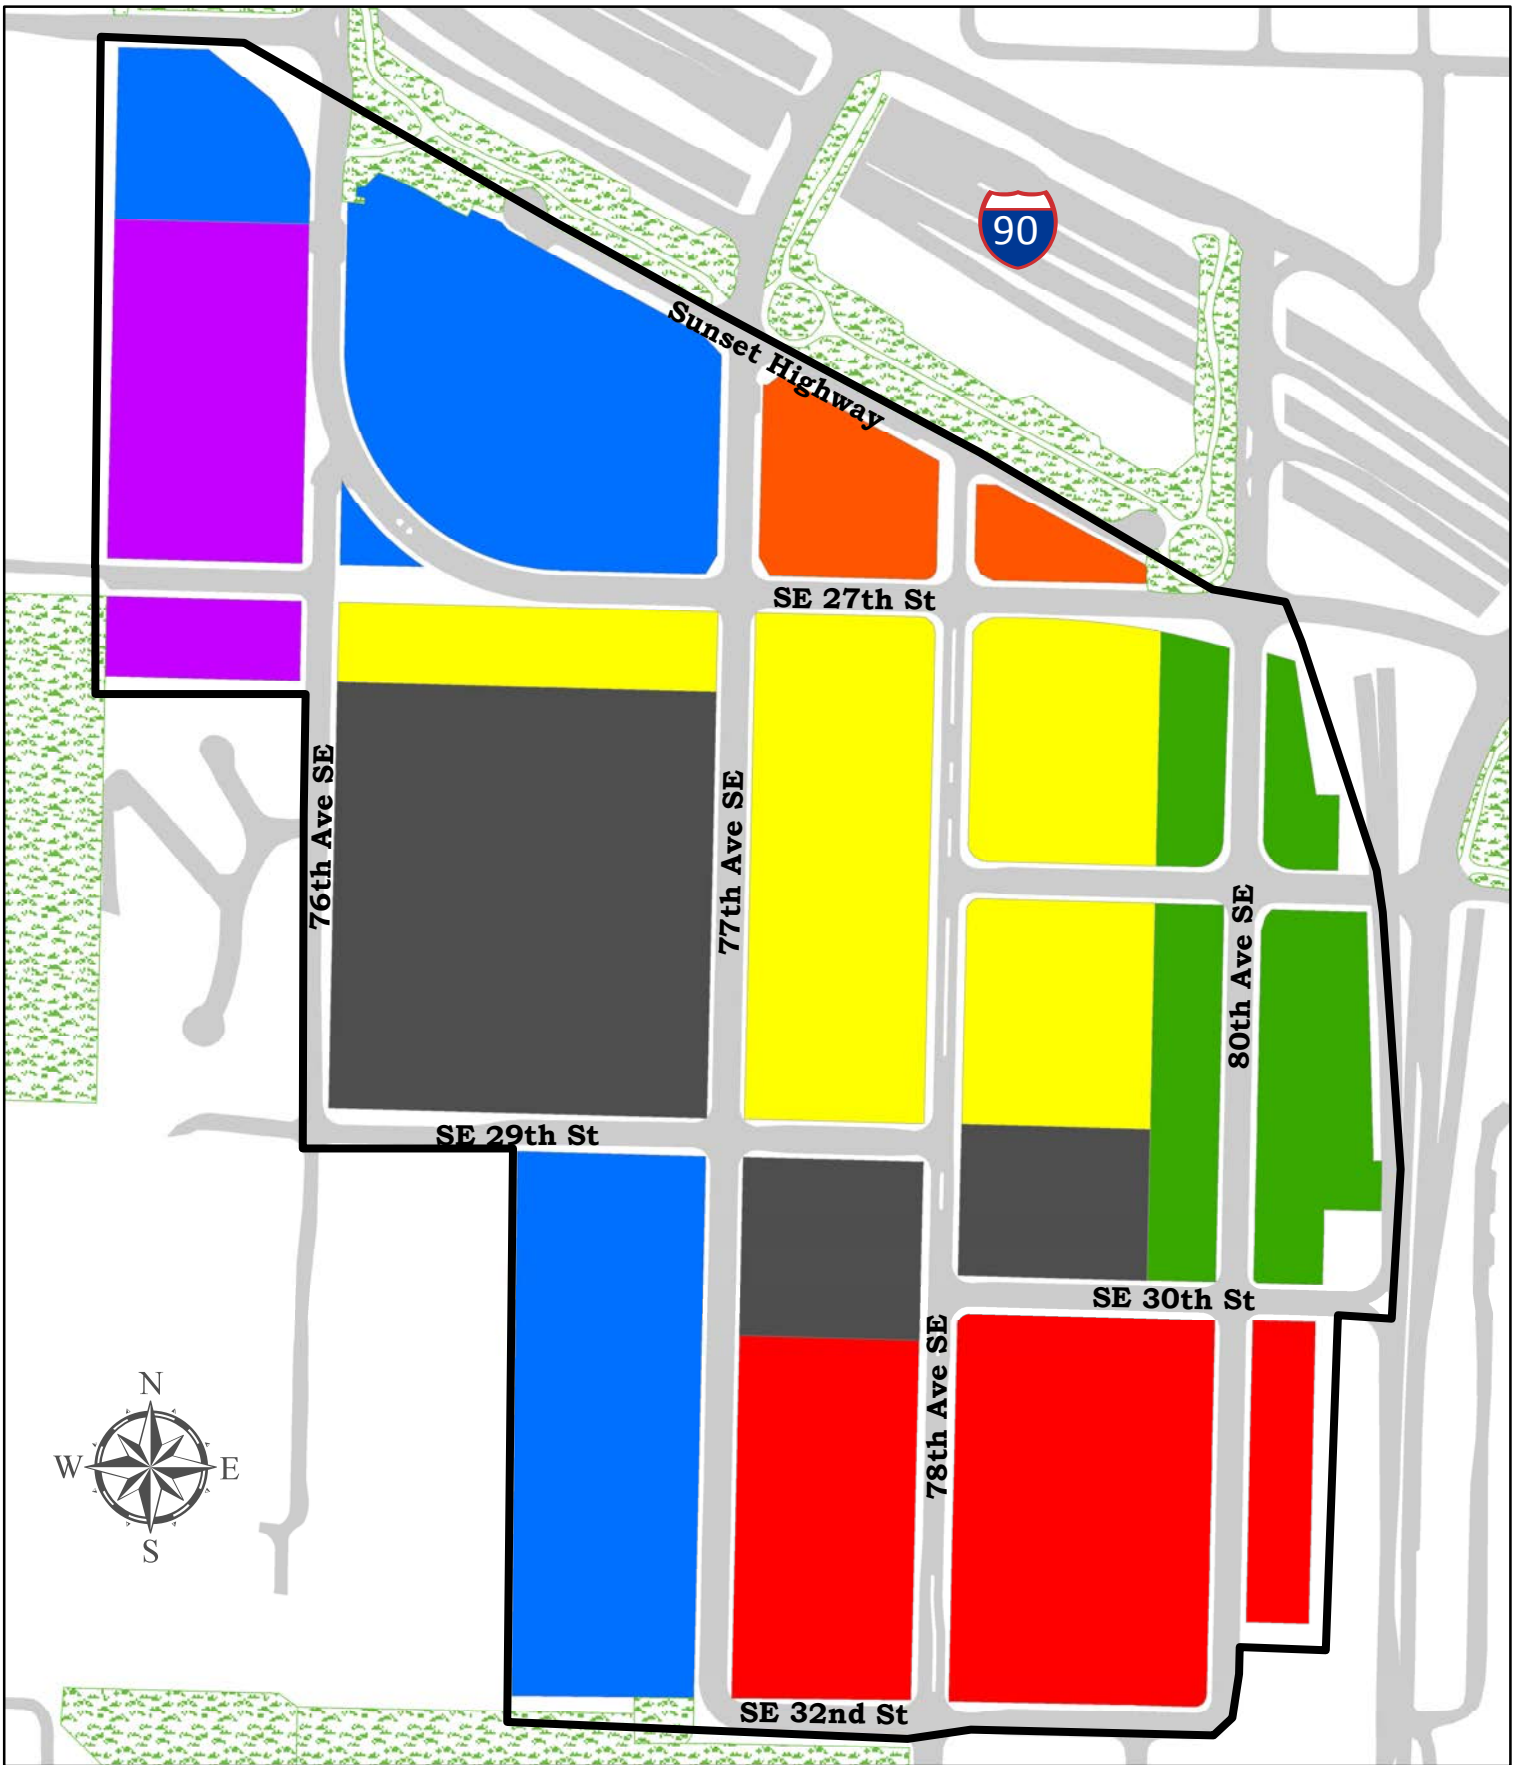 90
Sunset Highway
SE 27th St
76th Ave SE
77th Ave SE
80th Ave SE
SE 29th St
SE 30th St
78th Ave SE
N
W
E
S
SE 32nd St